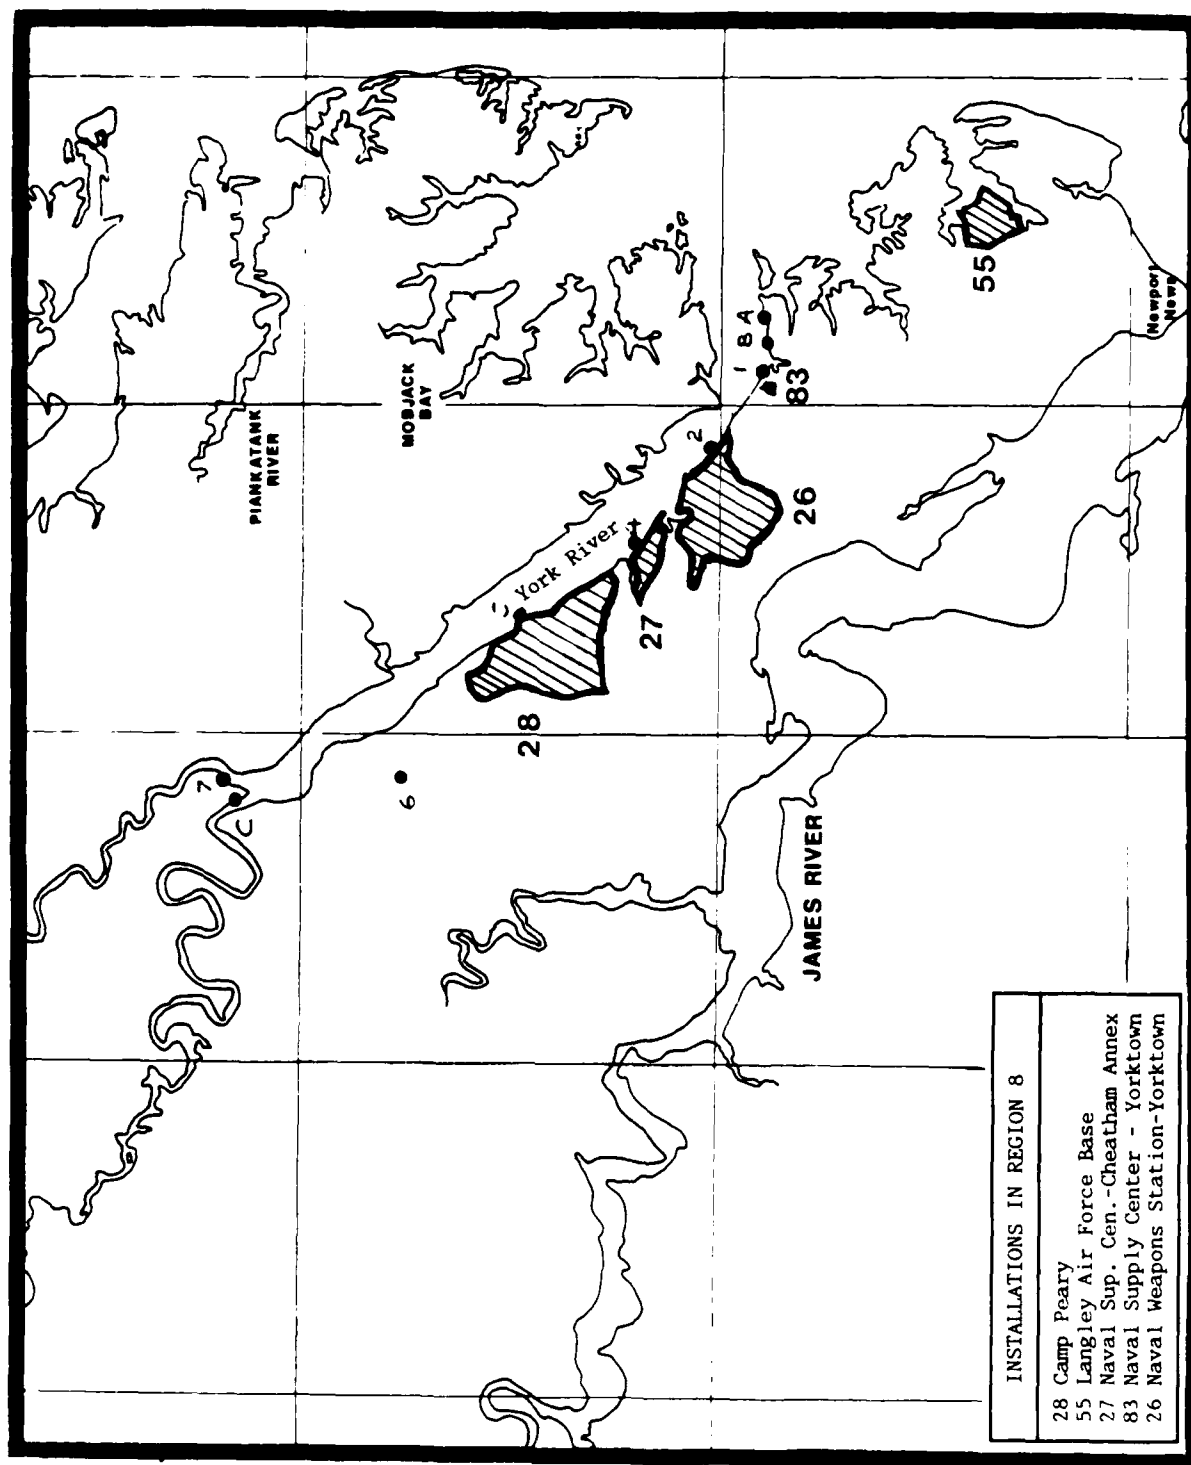 PIANKATANK
RIVER
MOBJACK
BAY
York River
JAMES RIVER
Newport
News
7
C
6
28
27
2
26
1
83
B
A
55
INSTALLATIONS IN REGION 8
28 Camp Peary
55 Langley Air Force Base
27 Naval Sup. Cen.-Cheatham Annex
83 Naval Supply Center - Yorktown
26 Naval Weapons Station-Yorktown